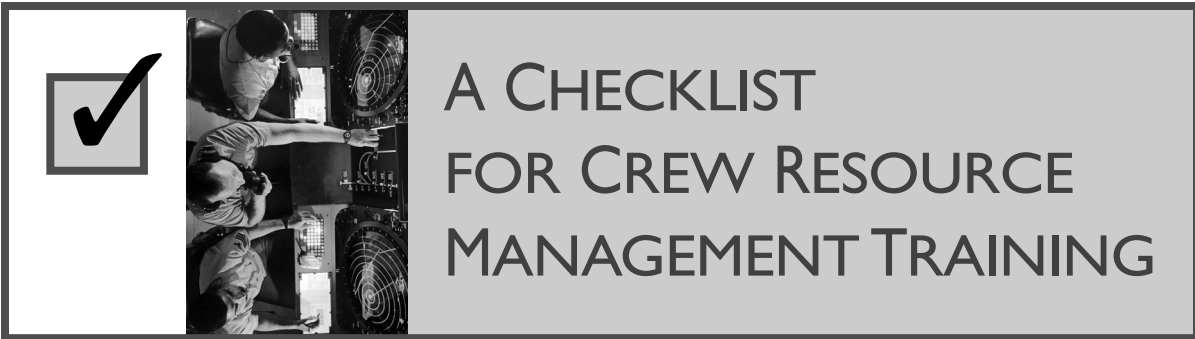 A CHECKLIST
FOR CREW RESOURCE
MANAGEMENT TRAINING